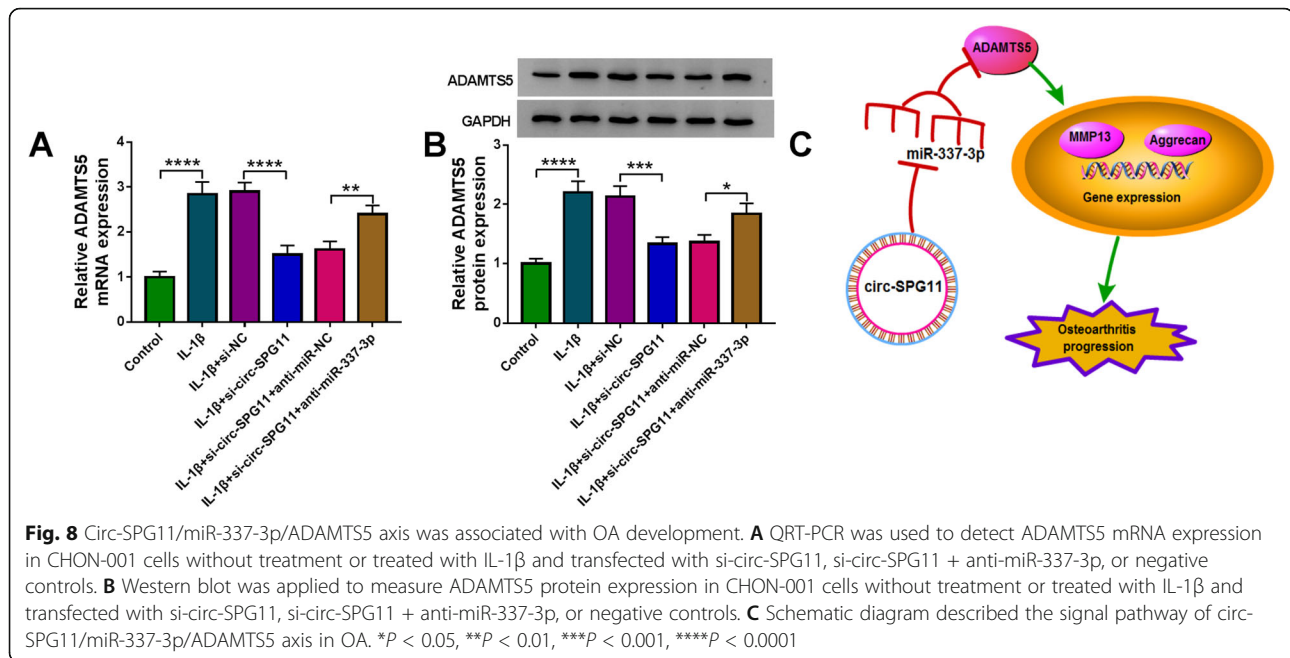 A
Relative ADAMTS5
mRNA expression
4
3
2
1
0
****
****
**
Control
IL-1β
IL-1β+si-NC
IL-1β+si-circ-SPG11
IL-1β+si-circ-SPG11+anti-miR-NC
IL-1β+si-circ-SPG11+anti-miR-337-3p
ADAMTS5
GAPDH
B
Relative ADAMTS5
protein expression
3
2
1
0
****
***
*
Control
IL-1β
IL-1β+si-NC
IL-1β+si-circ-SPG11
IL-1β+si-circ-SPG11+anti-miR-NC
IL-1β+si-circ-SPG11+anti-miR-337-3p
C
ADAMTS5
miR-337-3p
circ-SPG11
MMP13
Aggrecan
Gene expression
Osteoarthritis
progression
Fig. 8 Circ-SPG11/miR-337-3p/ADAMTS5 axis was associated with OA development. A QRT-PCR was used to detect ADAMTS5 mRNA expression
in CHON-001 cells without treatment or treated with IL-1β and transfected with si-circ-SPG11, si-circ-SPG11 + anti-miR-337-3p, or negative
controls. B Western blot was applied to measure ADAMTS5 protein expression in CHON-001 cells without treatment or treated with IL-1β and
transfected with si-circ-SPG11, si-circ-SPG11 + anti-miR-337-3p, or negative controls. C Schematic diagram described the signal pathway of circ-
SPG11/miR-337-3p/ADAMTS5 axis in OA. *P < 0.05, **P < 0.01, ***P < 0.001, ****P < 0.0001